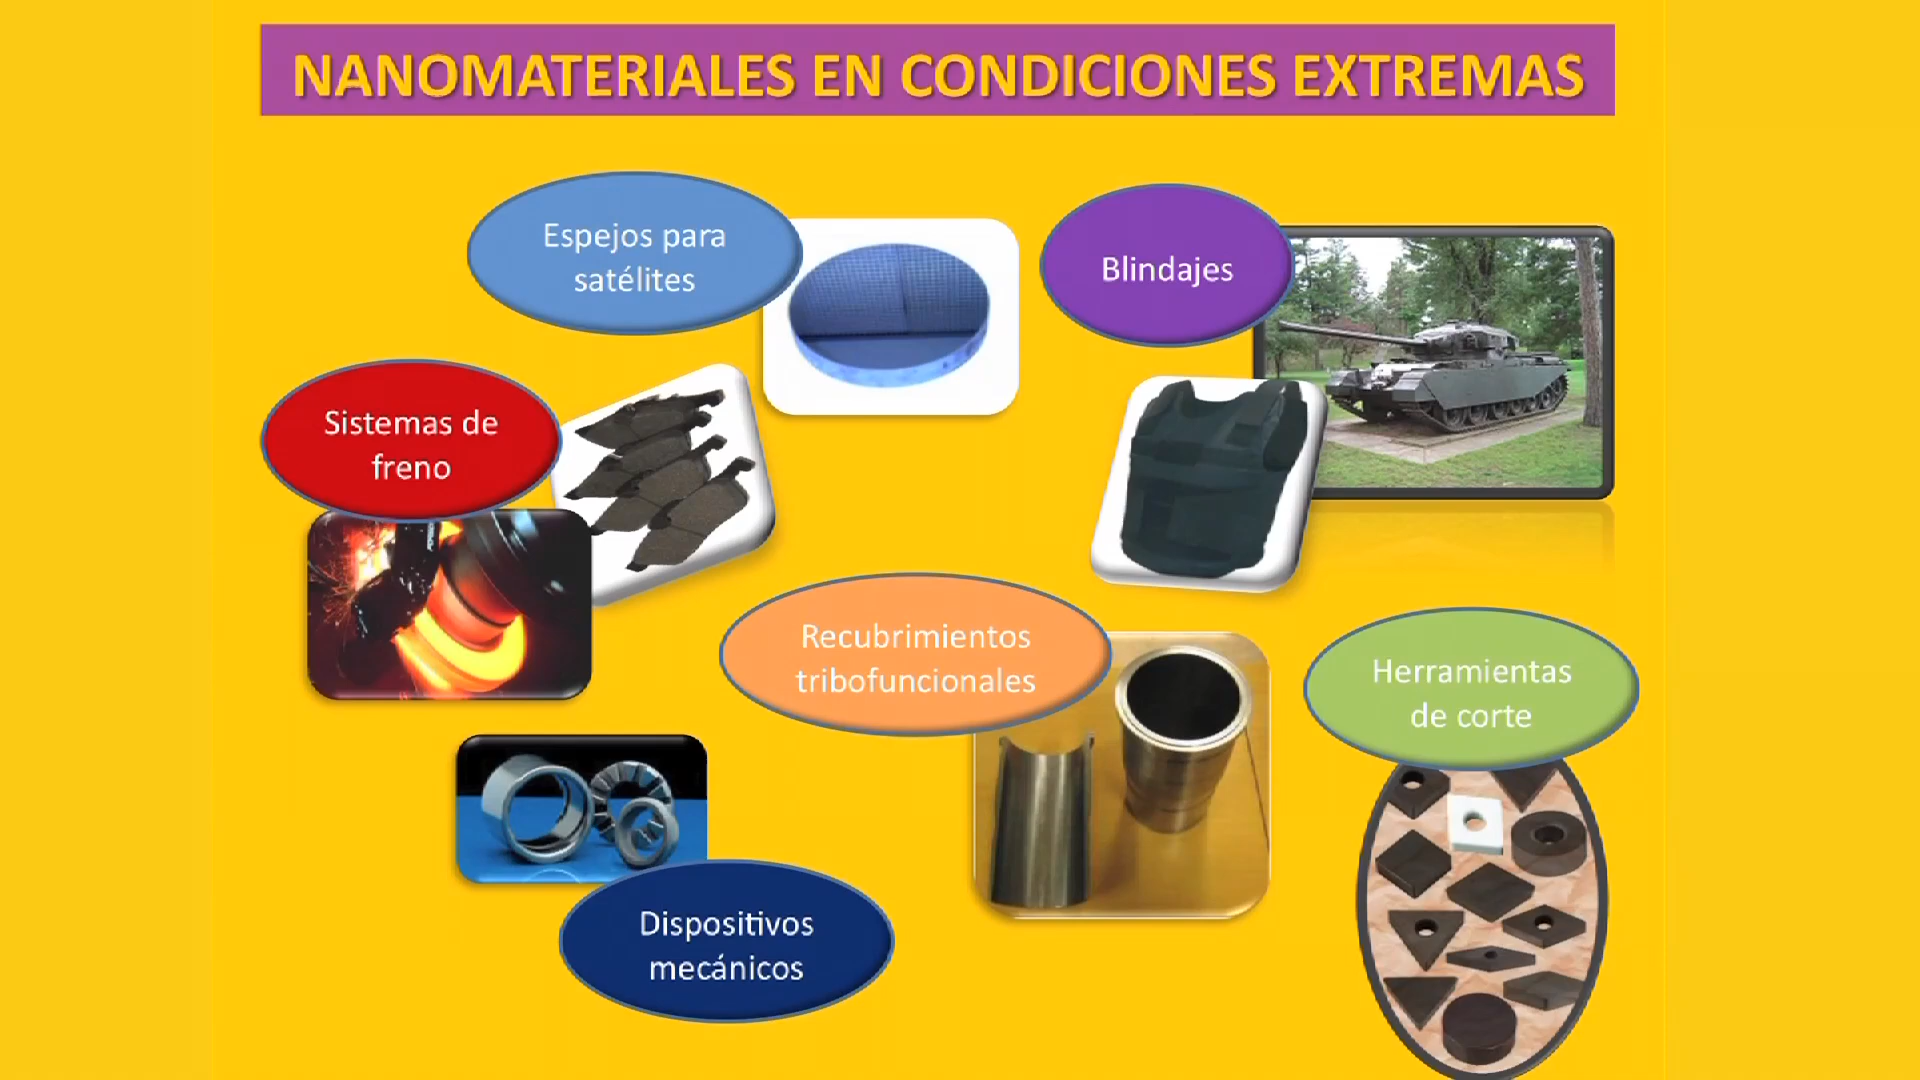 NANOMATERIALES EN CONDICIONES EXTREMAS
Espejos para
satélites
Blindajes
Sistemas de
freno
Recubrimientos
tribofuncionales
Herramientas
de corte
Dispositivos
mecánicos